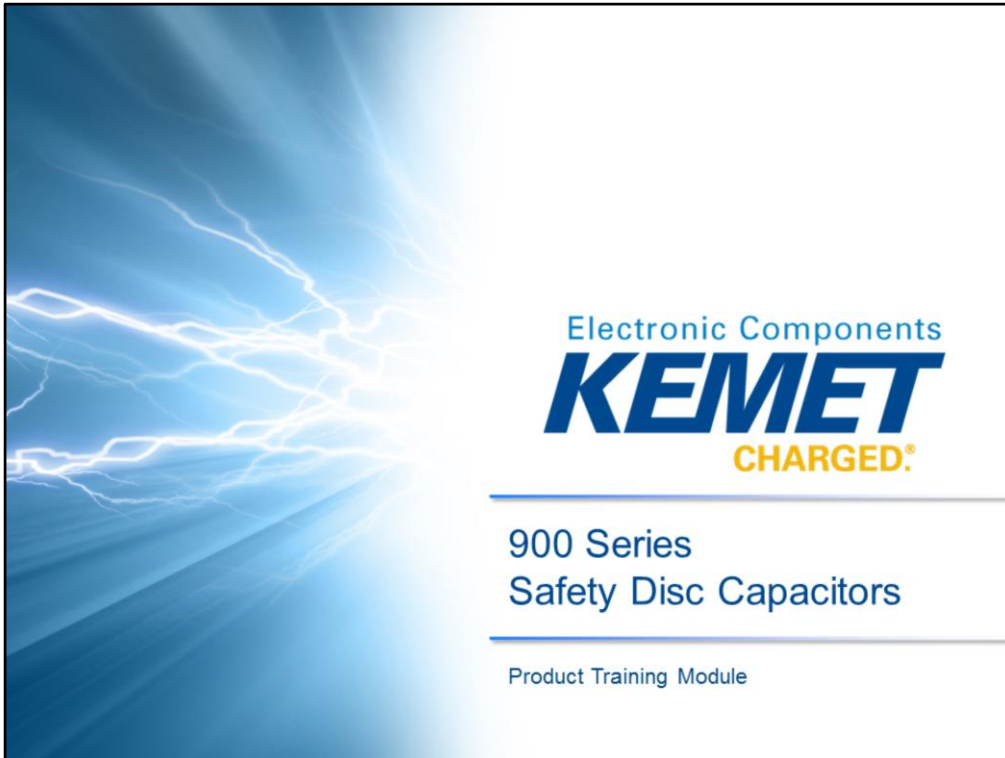 Electronic Components
KEMET
CHARGED.®
900 Series
Safety Disc Capacitors
Product Training Module